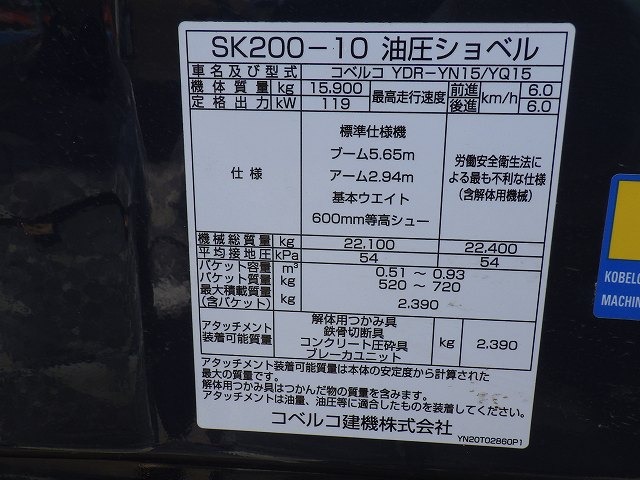 SK200-10 油圧ショベル
車名及び型式 コベルコ YDR-YN15/YQ15
機体質量 kg 15,900 最高走行速度 前進 km/h 6.0
定格出力 kW 119 後進 6.0
仕様
標準仕様機
ブーム5.65m
アーム2.94m
基本ウエイト
600mm等高シュー
労働安全衛生法に
よる最も不利な仕様
(含解体用機械)
機械総質量 kg 22,100 22,400
平均接地圧 kPa 54 54
バケット容量 m³ 0.51 ~ 0.93
バケット質量 kg 520 ~ 720
最大積載質量
(含バケット) kg 2,390
アタッチメント
装着可能質量
解体用つかみ具
鉄骨切断具
コンクリート圧砕具
ブレーカユニット
kg 2,390
アタッチメント装着可能質量は本体の安定度から計算された
最大の質量です。
解体用つかみ具はつかんだ物の質量を含みます。
アタッチメントは油量、油圧等に適合したものを装着してください。
コベルコ建機株式会社
YN20T02860P1
KOBELC
MACHIN